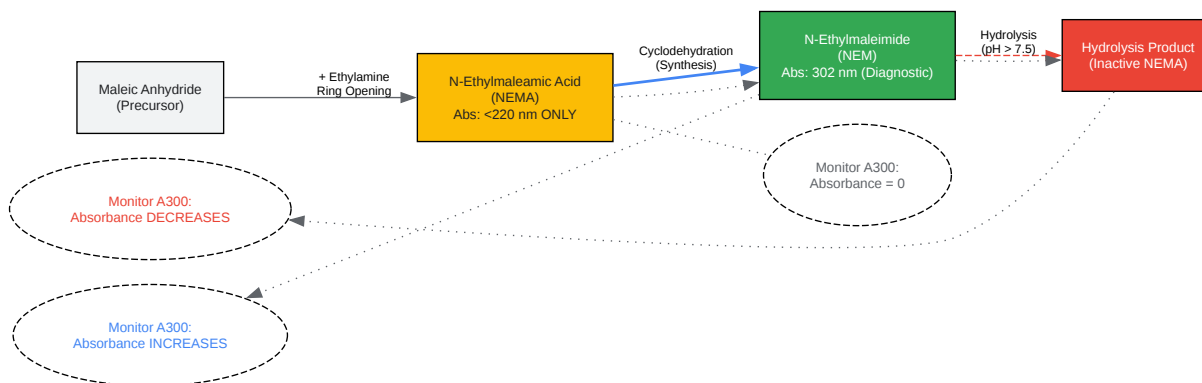 Maleic Anhydride
(Precursor)
+ Ethylamine
Ring Opening
N-Ethylmaleamic Acid
(NEMA)
Abs: <220 nm ONLY
Cyclodehydration
(Synthesis)
N-Ethylmaleimide
(NEM)
Abs: 302 nm (Diagnostic)
Hydrolysis
(pH > 7.5)
Hydrolysis Product
(Inactive NEMA)
Monitor A300:
Absorbance = 0
Monitor A300:
Absorbance DECREASES
Monitor A300:
Absorbance INCREASES